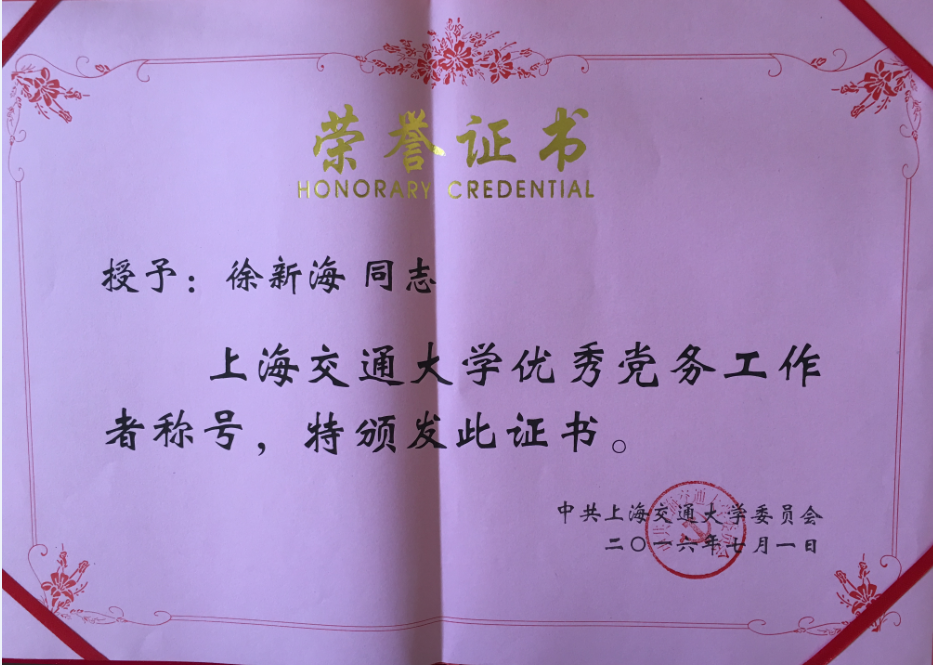 荣誉证书
HONORARY CREDENTIAL
授予：徐新海 同志
上海交通大学优秀党务工作
者称号，特颁发此证书。
中共上海交通大学委员会
二〇一六年七月一日